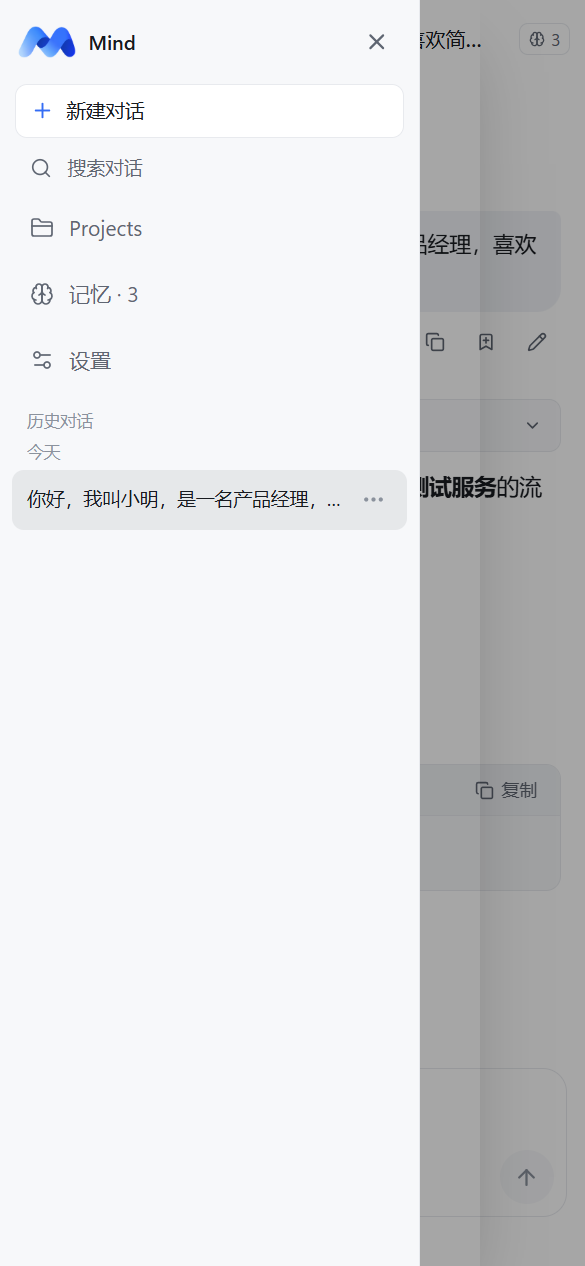 Mind
新建对话
搜索对话
Projects
记忆 · 3
设置
历史对话
今天
你好，我叫小明，是一名产品经理，...
喜欢简...
3
品经理，喜欢
测试服务的流
复制